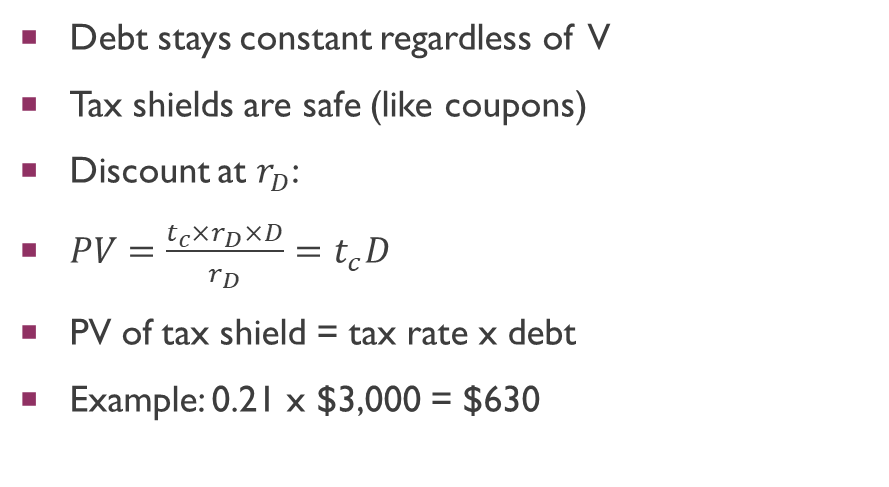 ▪ Debt stays constant regardless of V
▪ Tax shields are safe (like coupons)
▪ Discount at $r_D$:
▪ $PV = \frac{t_c \times r_D \times D}{r_D} = t_c D$
▪ PV of tax shield = tax rate x debt
▪ Example: 0.21 x $3,000 = $630